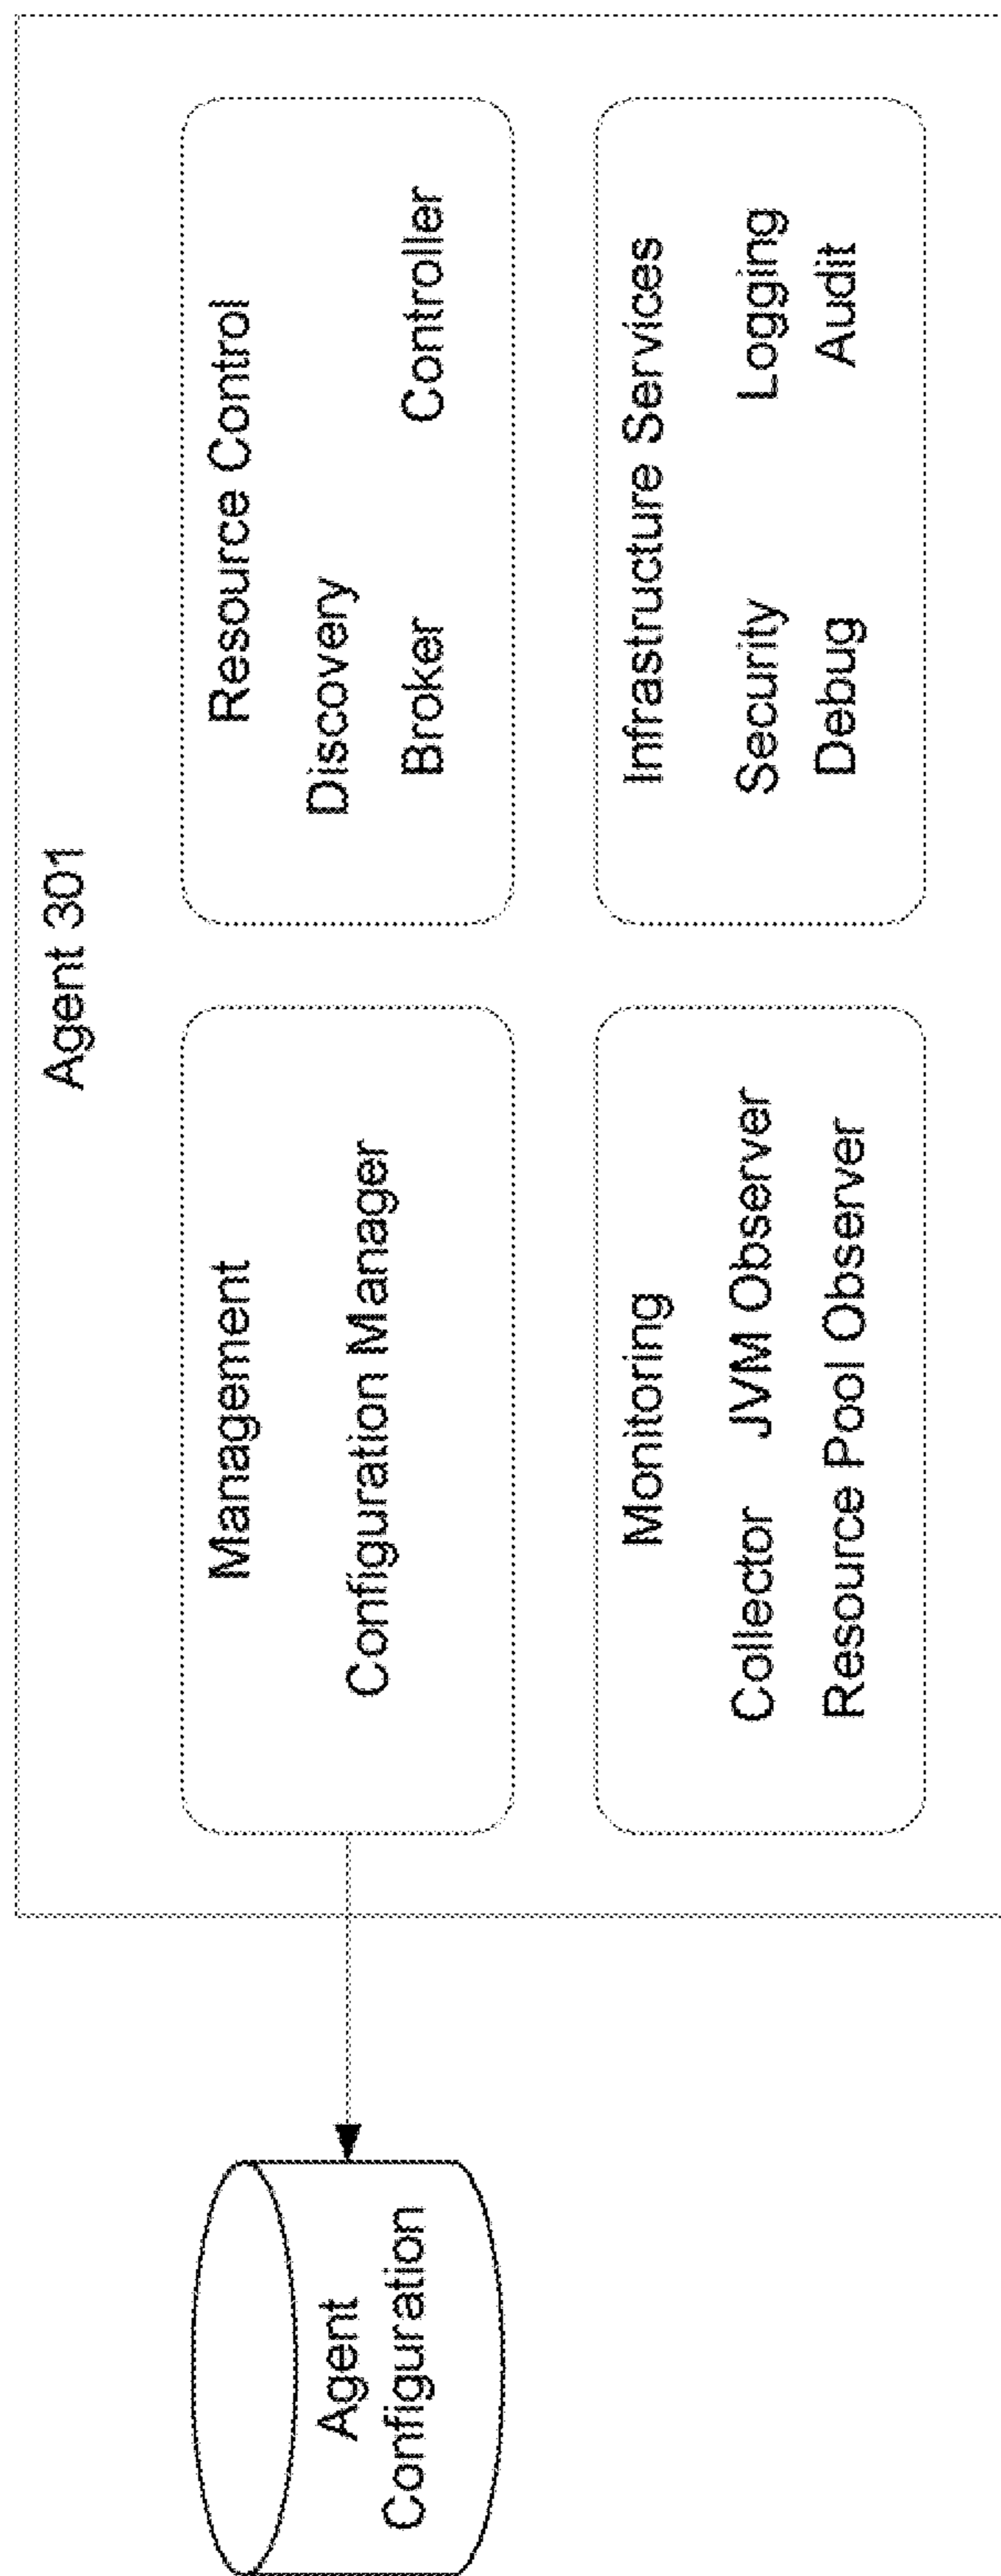 Agent 301
Agent
Configuration
Management
Configuration Manager
Resource Control
Discovery
Broker Controller
Monitoring
Collector JVM Observer
Resource Pool Observer
Infrastructure Services
Security Logging
Debug Audit